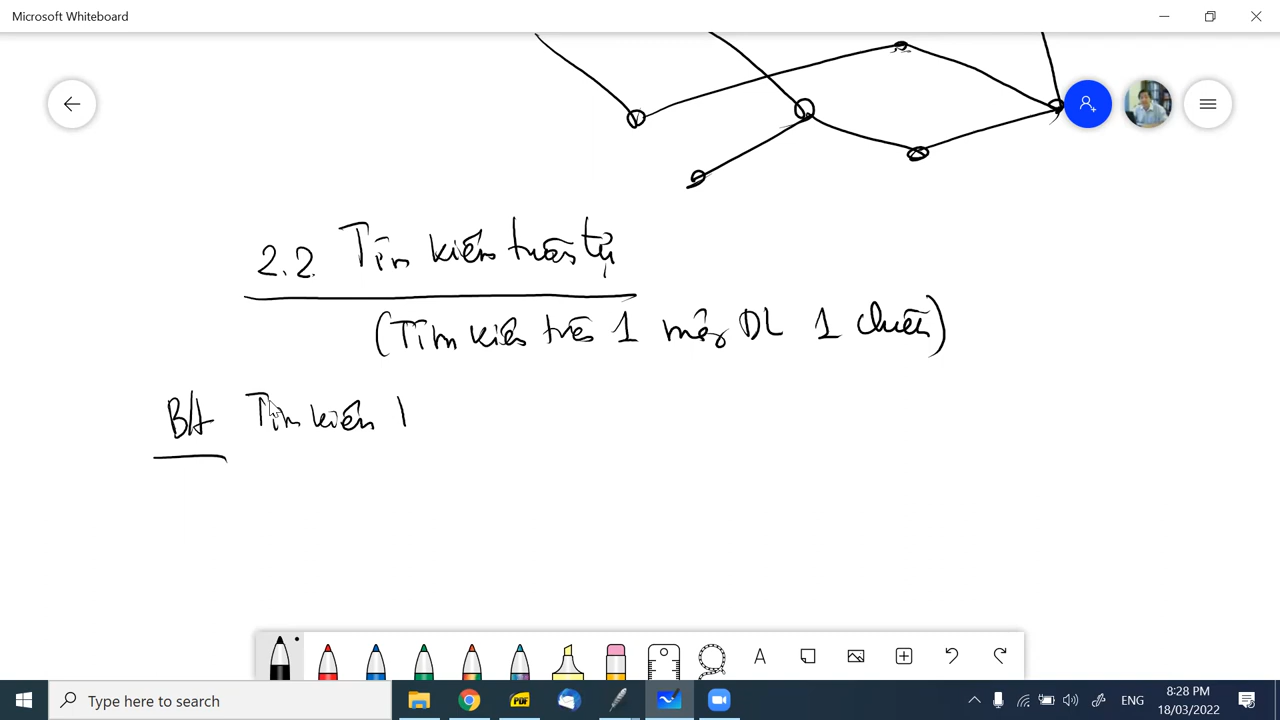 Microsoft Whiteboard
2.2. Tìm kiếm tuần tự
(Tìm kiếm trên 1 mảng DL 1 chiều)
Tìm kiếm 1
A
Type here to search
PDF
ENG
8:28 PM
18/03/2022